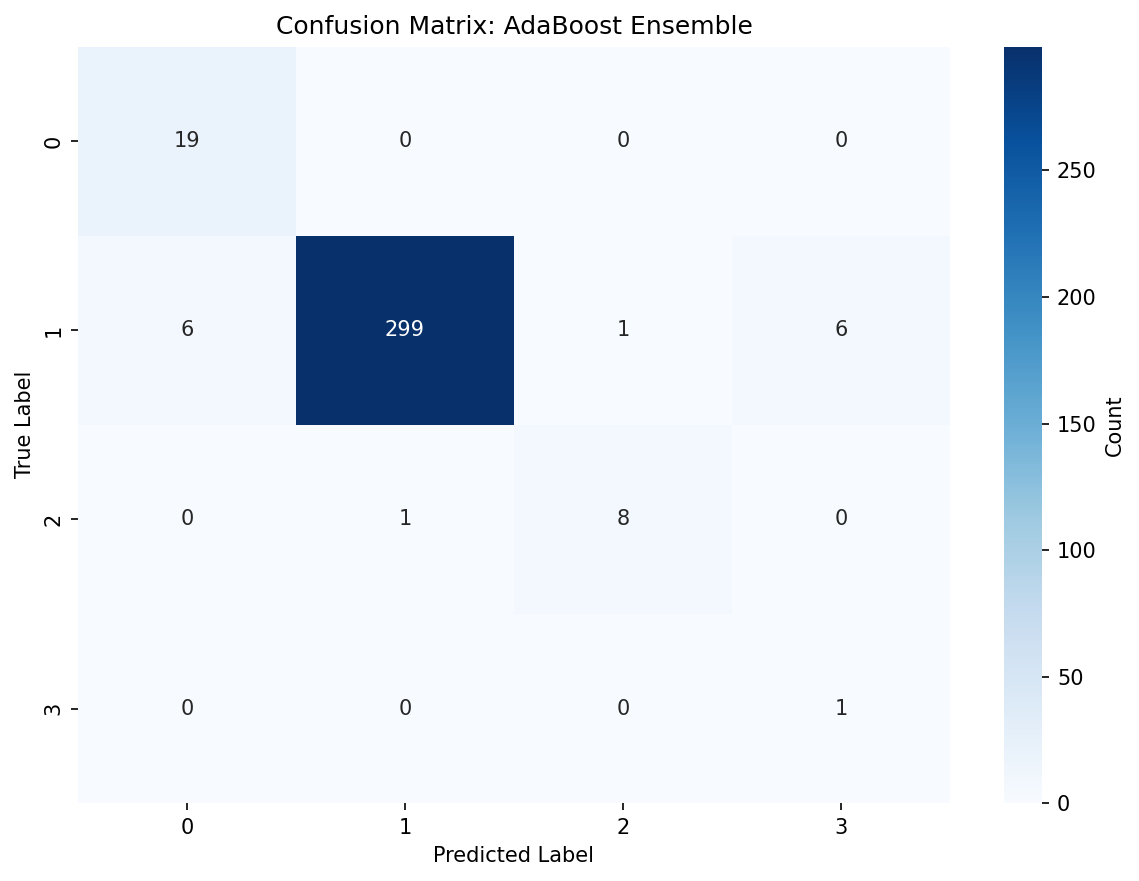 Confusion Matrix: AdaBoost Ensemble
True Label
0 19 0 0 0
1 6 299 1 6
2 0 1 8 0
3 0 0 0 1
0 1 2 3
Predicted Label
250
200
150
100
50
0
Count